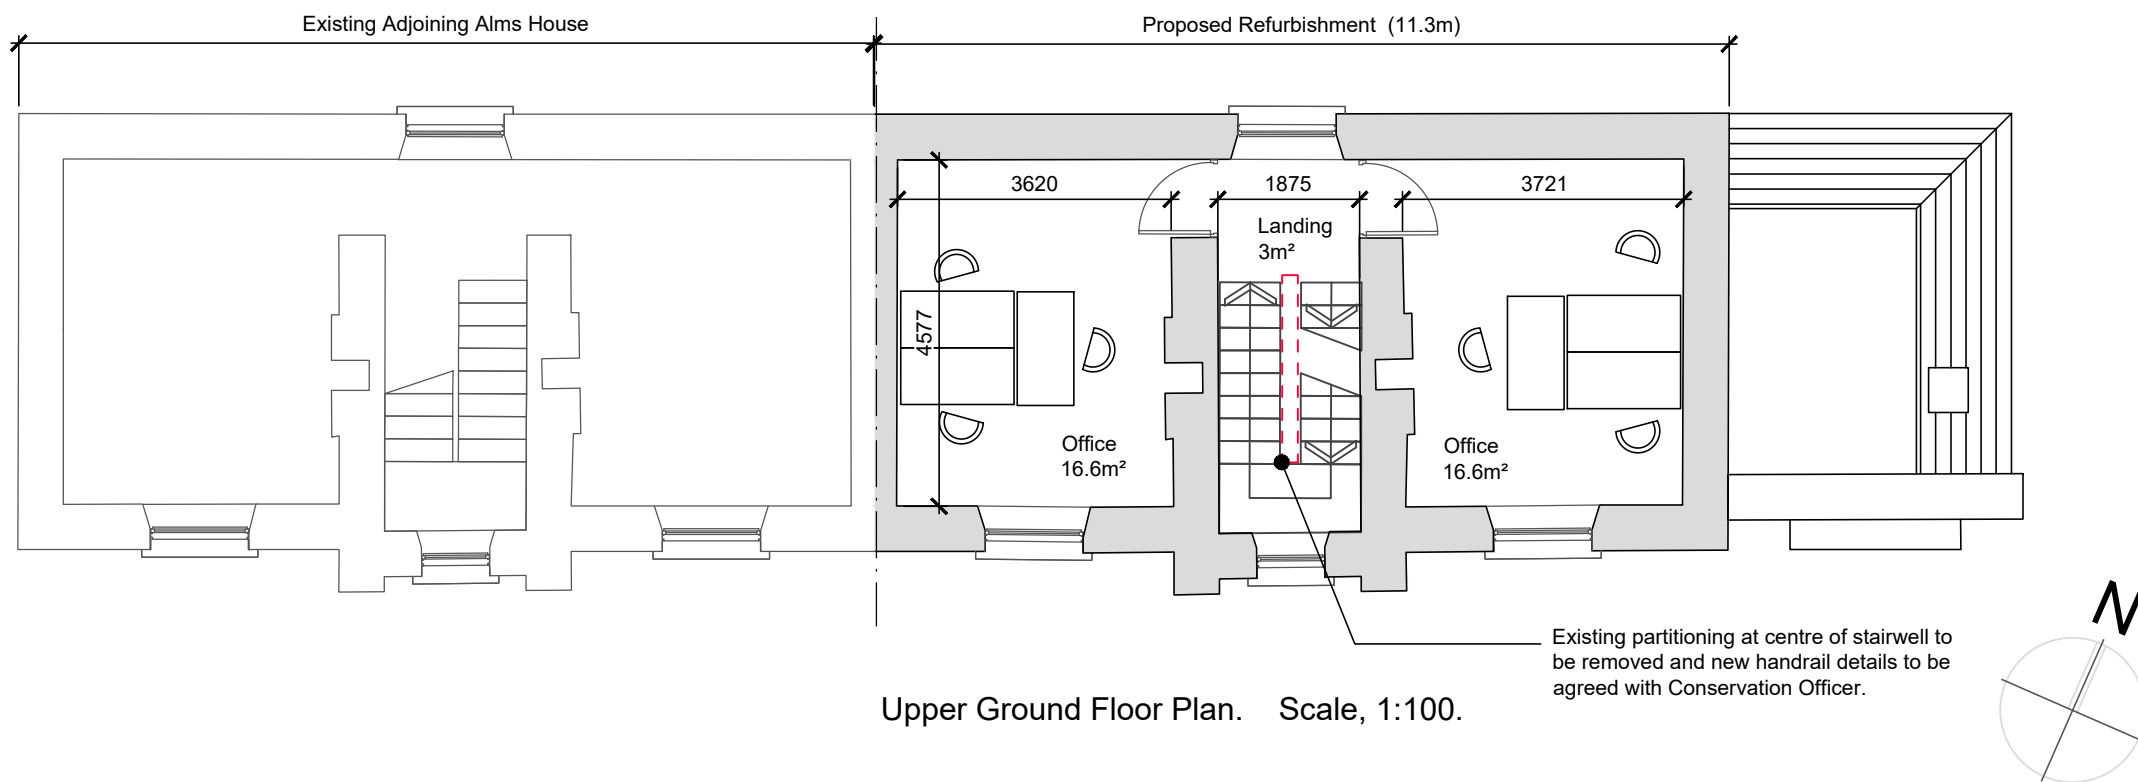 Existing Adjoining Alms House
Proposed Refurbishment (11.3m)
3620
1875
3721
Landing
3m²
4577
Office
16.6m²
Office
16.6m²
Existing partitioning at centre of stairwell to
be removed and new handrail details to be
agreed with Conservation Officer.
N
Upper Ground Floor Plan. Scale, 1:100.